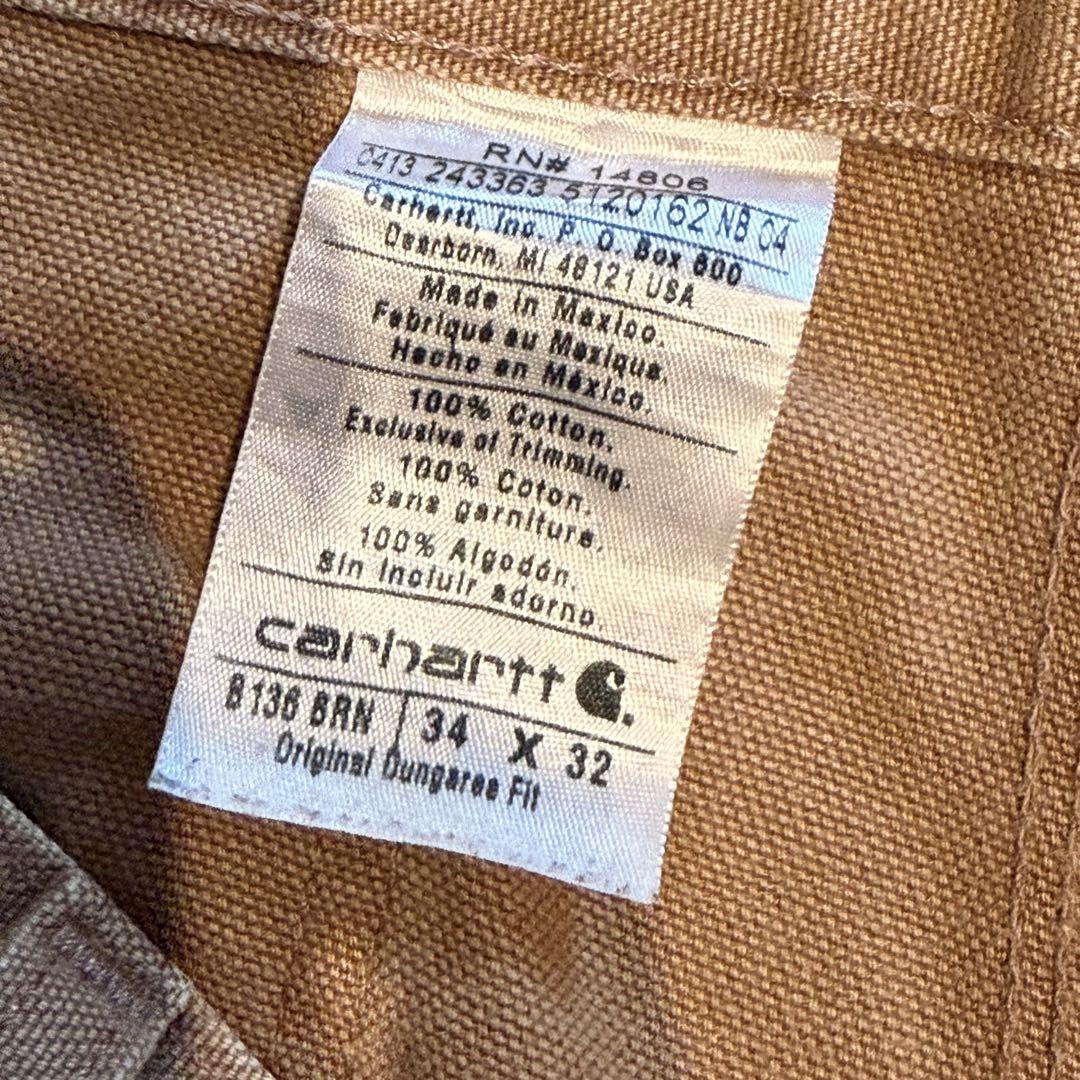 RN# 14806
0413 243363 5120162 NB 04
Carhartt, Inc. P. O. Box 600
Dearborn, MI 48121 USA
Made in Mexico.
Fabriqué au Mexique.
Hecho en México.
100% Cotton.
Exclusive of Trimming.
100% Coton.
Sans garniture.
100% Algodón.
Sin incluir adorno.
carhartt
B136 BRN 34 X 32
Original Dungaree Fit